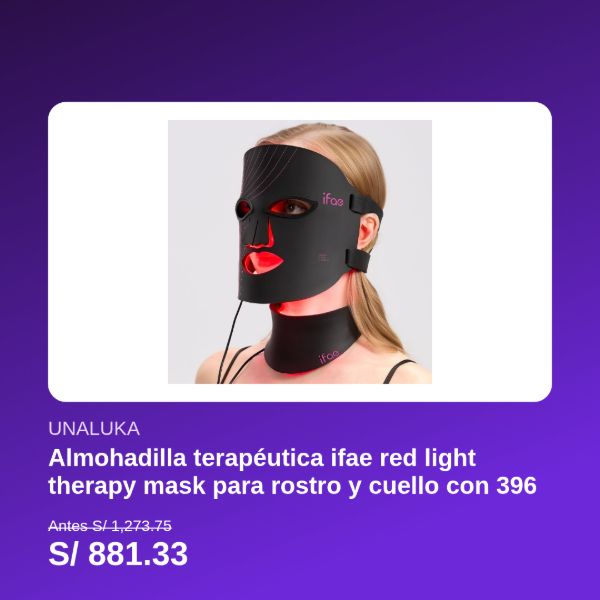 ifae
ifae
UNALUKA
Almohadilla terapéutica ifae red light
therapy mask para rostro y cuello con 396
Antes S/ 1,273.75
S/ 881.33